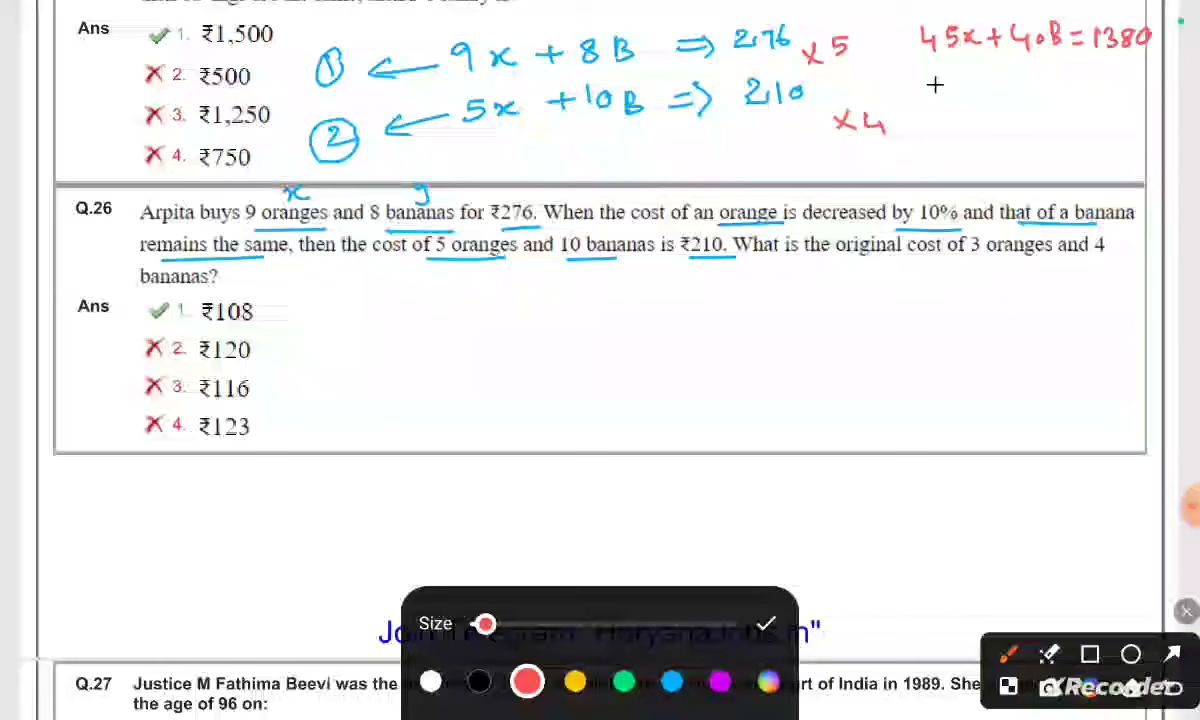 Ans
1. ₹1,500
2. ₹500
3. ₹1,250
4. ₹750
① ← 9x + 8B ⇒ 276 ×5
② ← 5x + 10B ⇒ 210 ×4
45x + 40B = 1380
+
x y
Q.26 Arpita buys 9 oranges and 8 bananas for ₹276. When the cost of an orange is decreased by 10% and that of a banana
remains the same, then the cost of 5 oranges and 10 bananas is ₹210. What is the original cost of 3 oranges and 4
bananas?
Ans
1. ₹108
2. ₹120
3. ₹116
4. ₹123
Size
Q.27 Justice M Fathima Beevi was the rt of India in 1989. She
the age of 96 on:
XRecorder